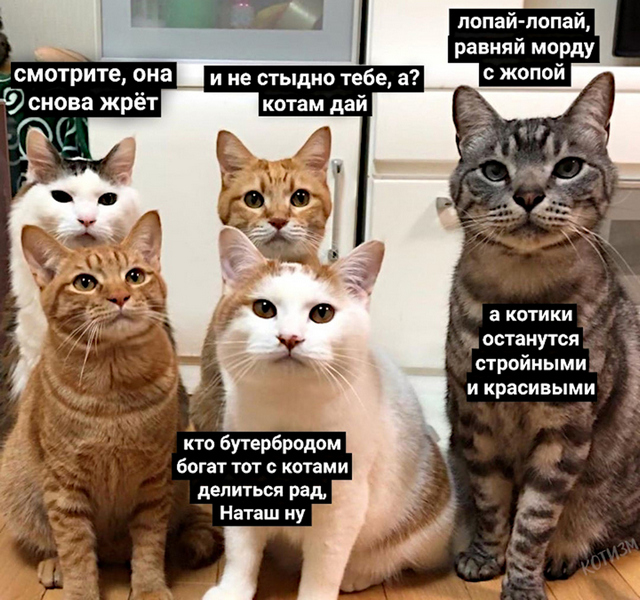 смотрите, она
снова жрёт
и не стыдно тебе, а?
котам дай
лопай-лопай,
равняй морду
с жопой
а котики
останутся
стройными
и красивыми
кто бутербродом
богат тот с котами
делиться рад,
Наташ ну
КОТИЗМ